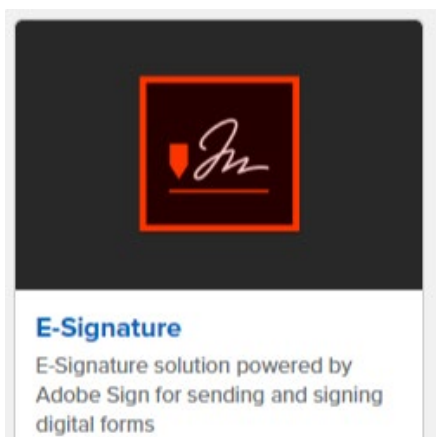 E-Signature
E-Signature solution powered by
Adobe Sign for sending and signing
digital forms